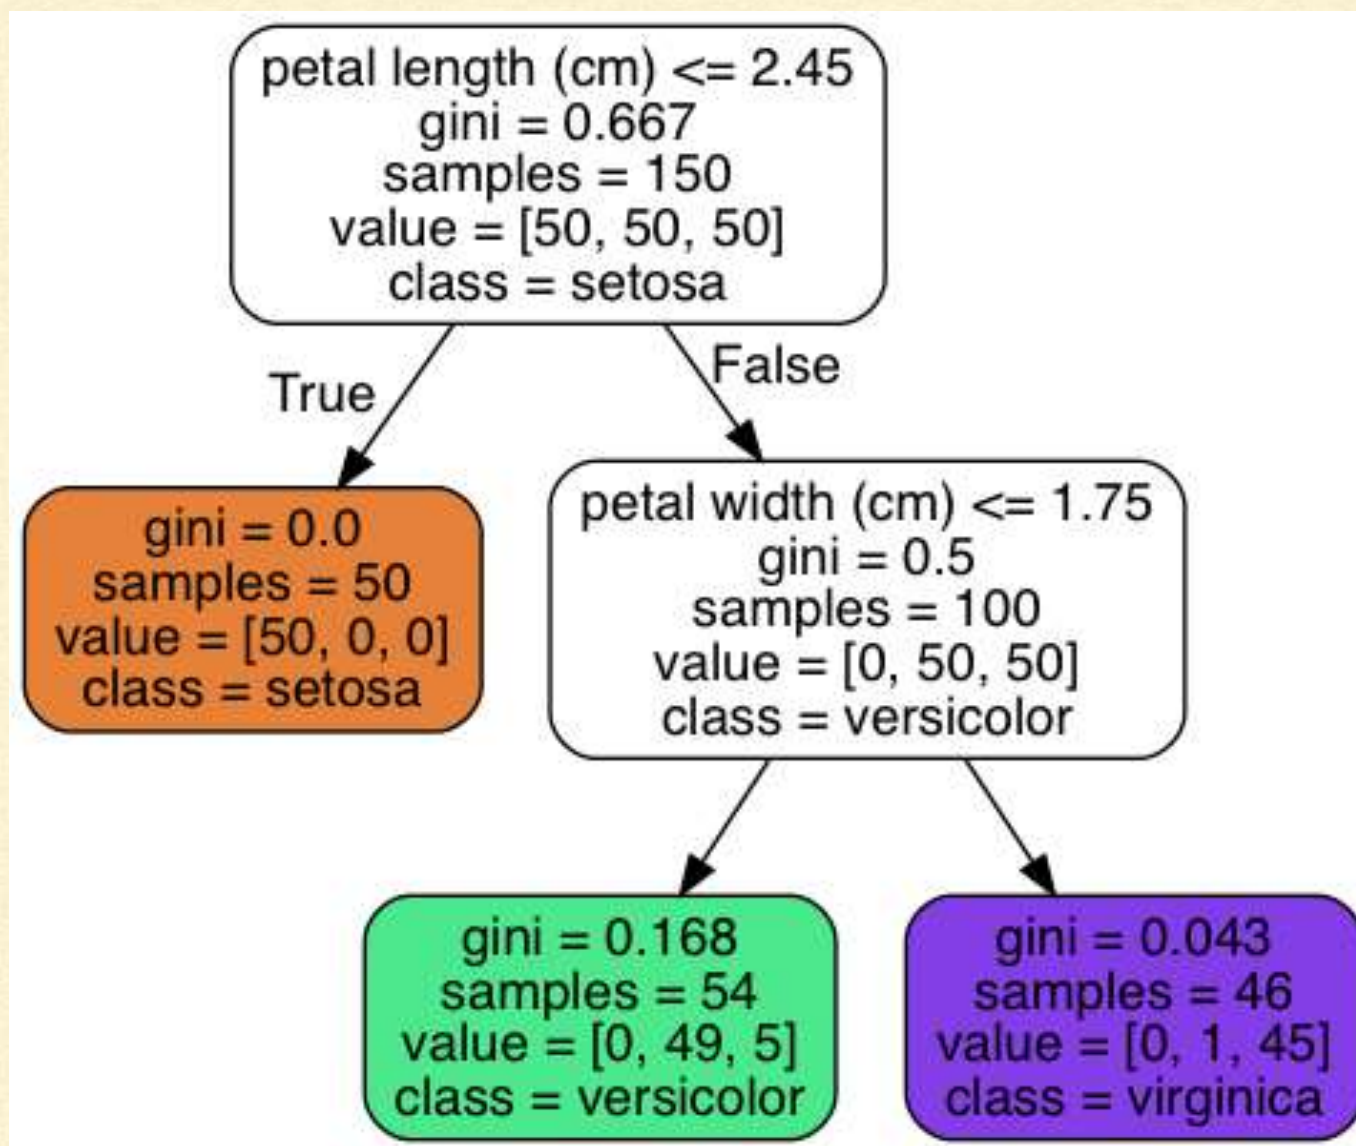 petal length (cm) <= 2.45
gini = 0.667
samples = 150
value = [50, 50, 50]
class = setosa
True
False
gini = 0.0
samples = 50
value = [50, 0, 0]
class = setosa
petal width (cm) <= 1.75
gini = 0.5
samples = 100
value = [0, 50, 50]
class = versicolor
gini = 0.168
samples = 54
value = [0, 49, 5]
class = versicolor
gini = 0.043
samples = 46
value = [0, 1, 45]
class = virginica